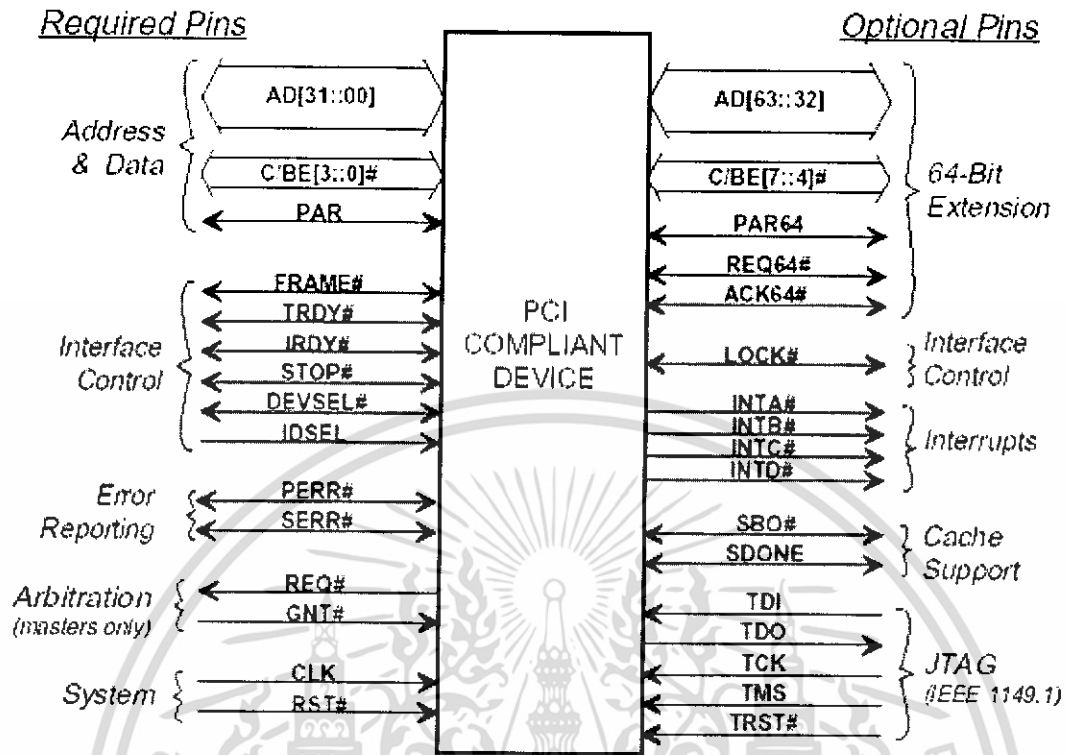 Required Pins
Address
& Data
AD[31::00]
C/BE[3::0]#
PAR
Interface
Control
FRAME#
TRDY#
IRDY#
STOP#
DEVSEL#
IDSEL
Error
Reporting
PERR#
SERR#
Arbitration
(masters only)
REQ#
GNT#
System
CLK
RST#
PCI
COMPLIANT
DEVICE
Optional Pins
AD[63::32]
C/BE[7::4]#
PAR64
REQ64#
ACK64#
64-Bit
Extension
LOCK#
Interface
Control
INTA#
INTB#
INTC#
INTD#
Interrupts
SBO#
SDONE
Cache
Support
TDI
TDO
TCK
TMS
TRST#
JTAG
(IEEE 1149.1)